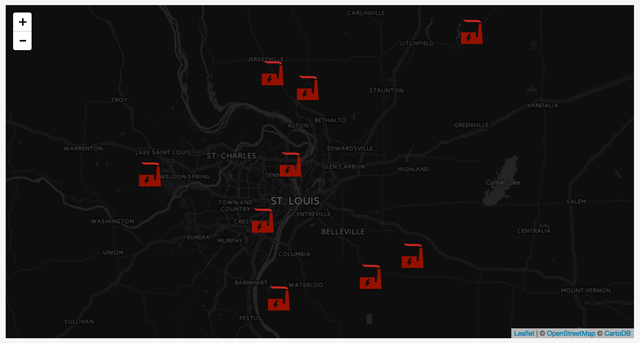 +
CARLINVILLE
−
LITCHFIELD
JERSEYVILLE
STAUNTON
TROY
VANDALIA
BETHALTO
ALTON
GREENVILLE
WARRENTON
EDWARDSVILLE
LAKE SAINT LOUIS
ST. CHARLES
GLEN CARBON
HIGHLAND
WELDON SPRING
JENN
Carlyle Lake
TOWN AND
COUNTRY
ST. LOUIS
SALEM
CENTREVILLE
WASHINGTON
CREST
BELLEVILLE
CENTRALIA
EUREKA
MURPHY
UNION
COLUMBIA
BARNHART
WATERLOO
MOUNT VERNON
FESTUS
SULLIVAN
Leaflet | © OpenStreetMap © CartoDB